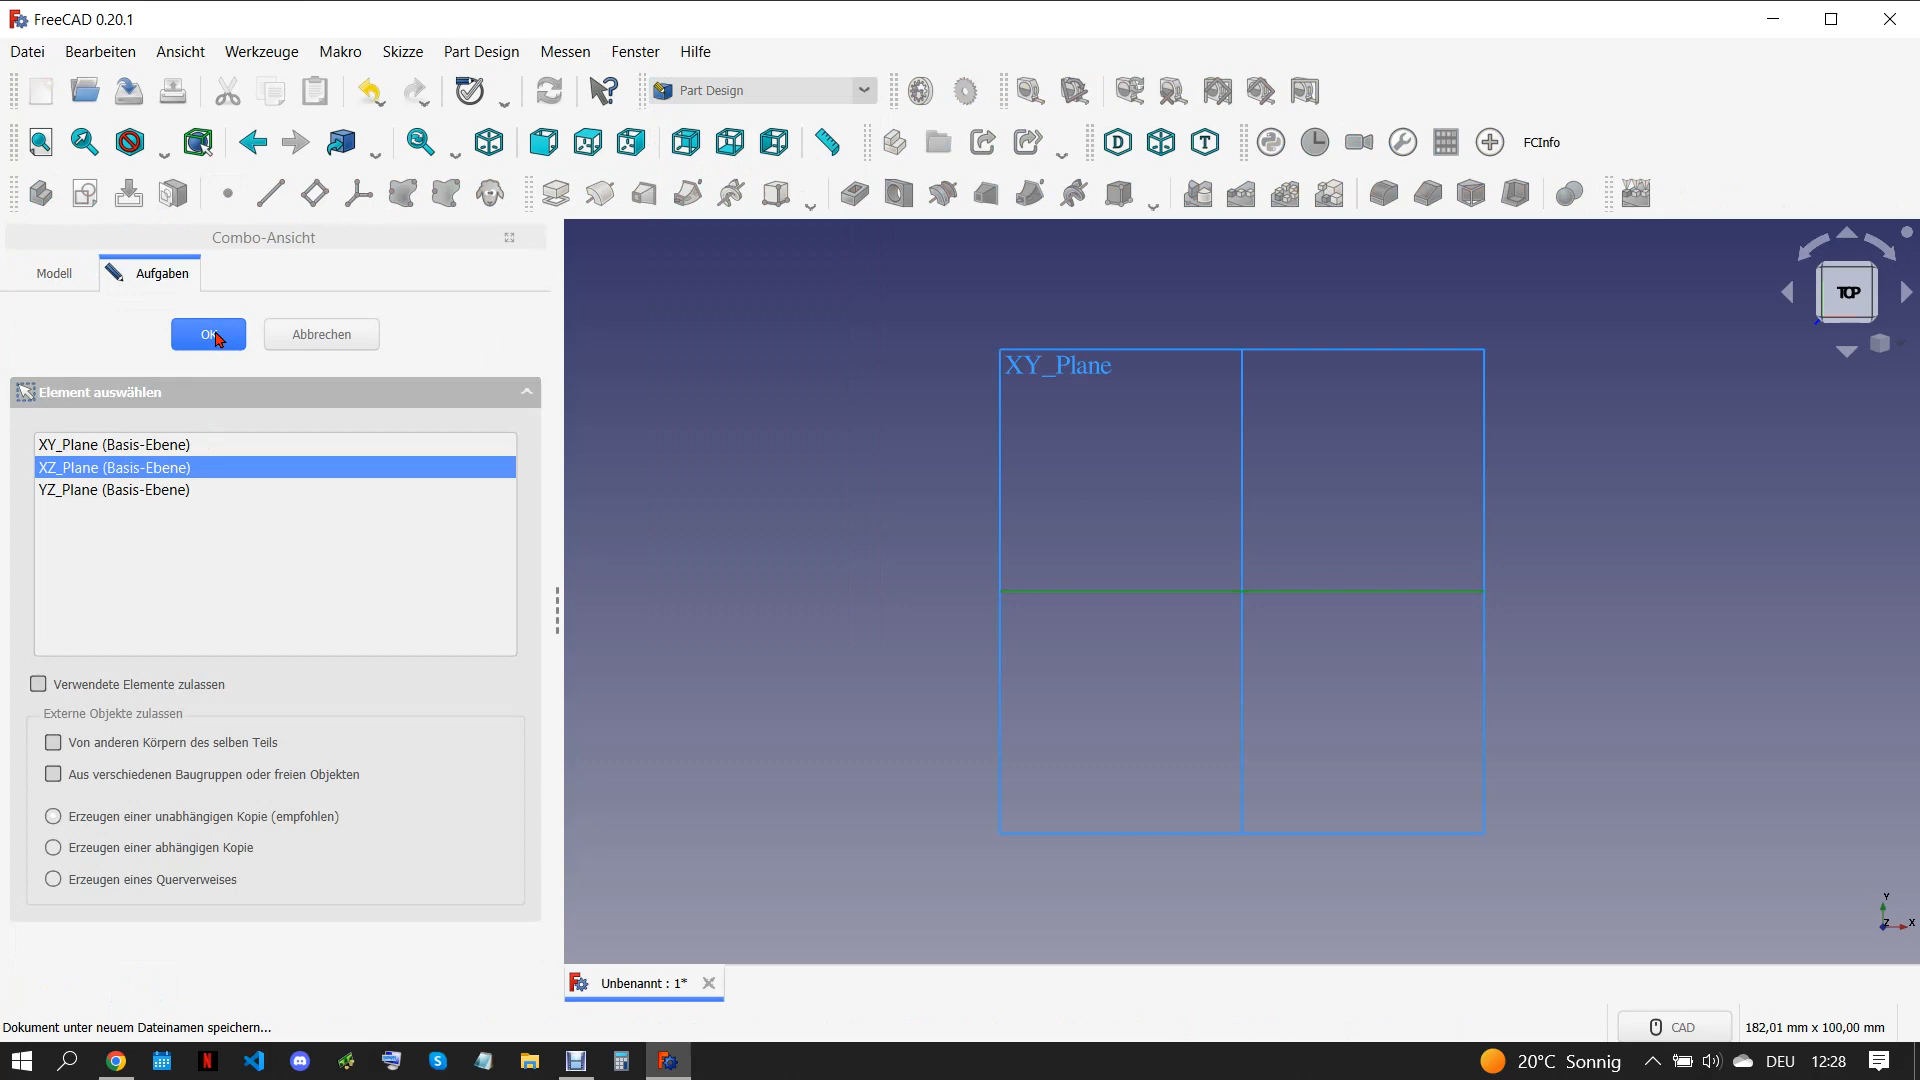 FreeCAD 0.20.1
Datei Bearbeiten Ansicht Werkzeuge Makro Skizze Part Design Messen Fenster Hilfe
Part Design
D T FCInfo
Combo-Ansicht
Modell Aufgaben
OK Abbrechen
TOP
XY_Plane
Element auswählen
XY_Plane (Basis-Ebene)
XZ_Plane (Basis-Ebene)
YZ_Plane (Basis-Ebene)
Verwendete Elemente zulassen
Externe Objekte zulassen
Von anderen Körpern des selben Teils
Aus verschiedenen Baugruppen oder freien Objekten
Erzeugen einer unabhängigen Kopie (empfohlen)
Erzeugen einer abhängigen Kopie
Erzeugen eines Querverweises
Y
Z X
Unbenannt : 1*
Dokument unter neuem Dateinamen speichern...
CAD 182,01 mm x 100,00 mm
20°C Sonnig DEU 12:28